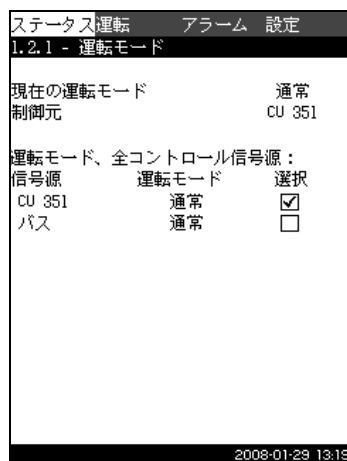 ステータス 運転 アラーム 設定
1.2.1 - 運転モード
現在の運転モード 通常
制御元 CU 351
運転モード、全コントロール信号源：
信号源 運転モード 選択
CU 351 通常
バス 通常
2008-01-29 13:19